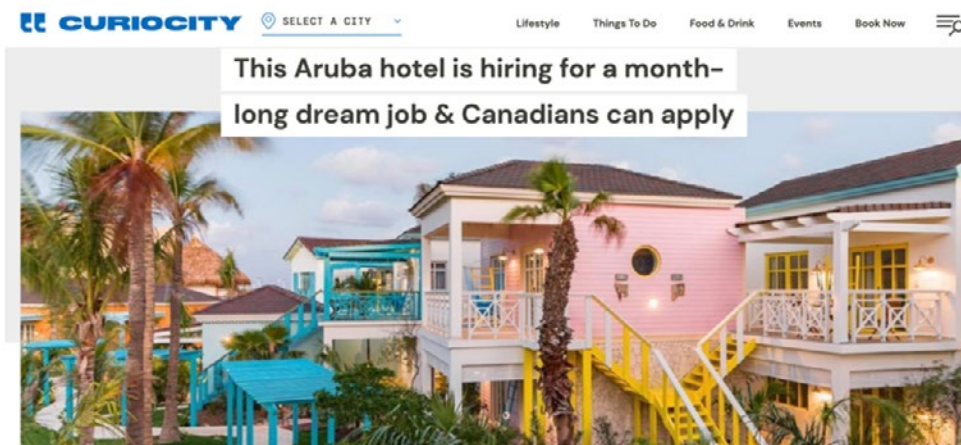 CURIOCITY
SELECT A CITY
Lifestyle
Things To Do
Food & Drink
Events
Book Now
This Aruba hotel is hiring for a month-
long dream job & Canadians can apply